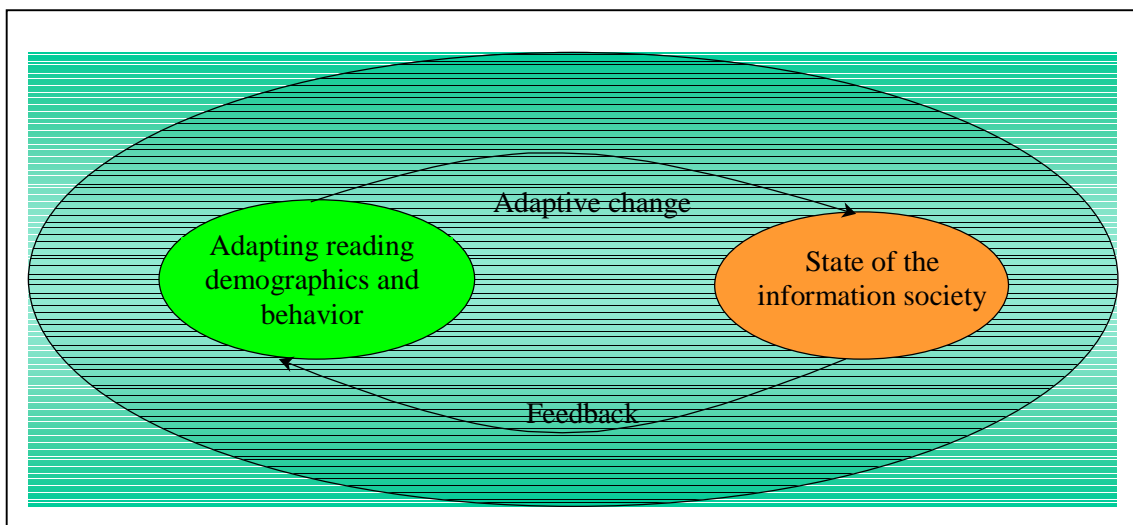 Adaptive change
Adapting reading
demographics and
behavior
State of the
information society
Feedback